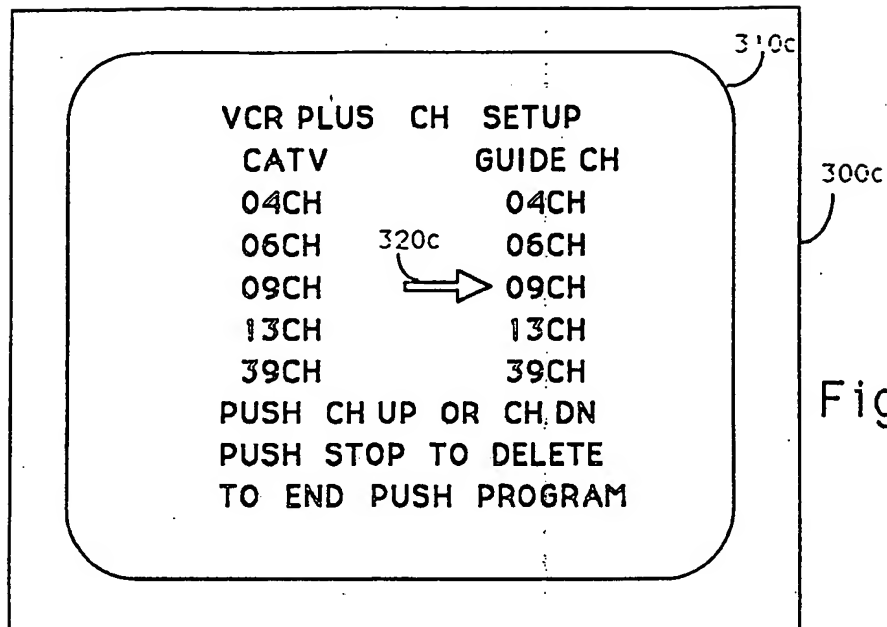 310c
VCR PLUS CH SETUP
CATV GUIDE CH
300c
04CH 04CH
06CH 320c 06CH
09CH 09CH
13CH 13CH
39CH 39CH
Fig
PUSH CH UP OR CH DN
PUSH STOP TO DELETE
TO END PUSH PROGRAM